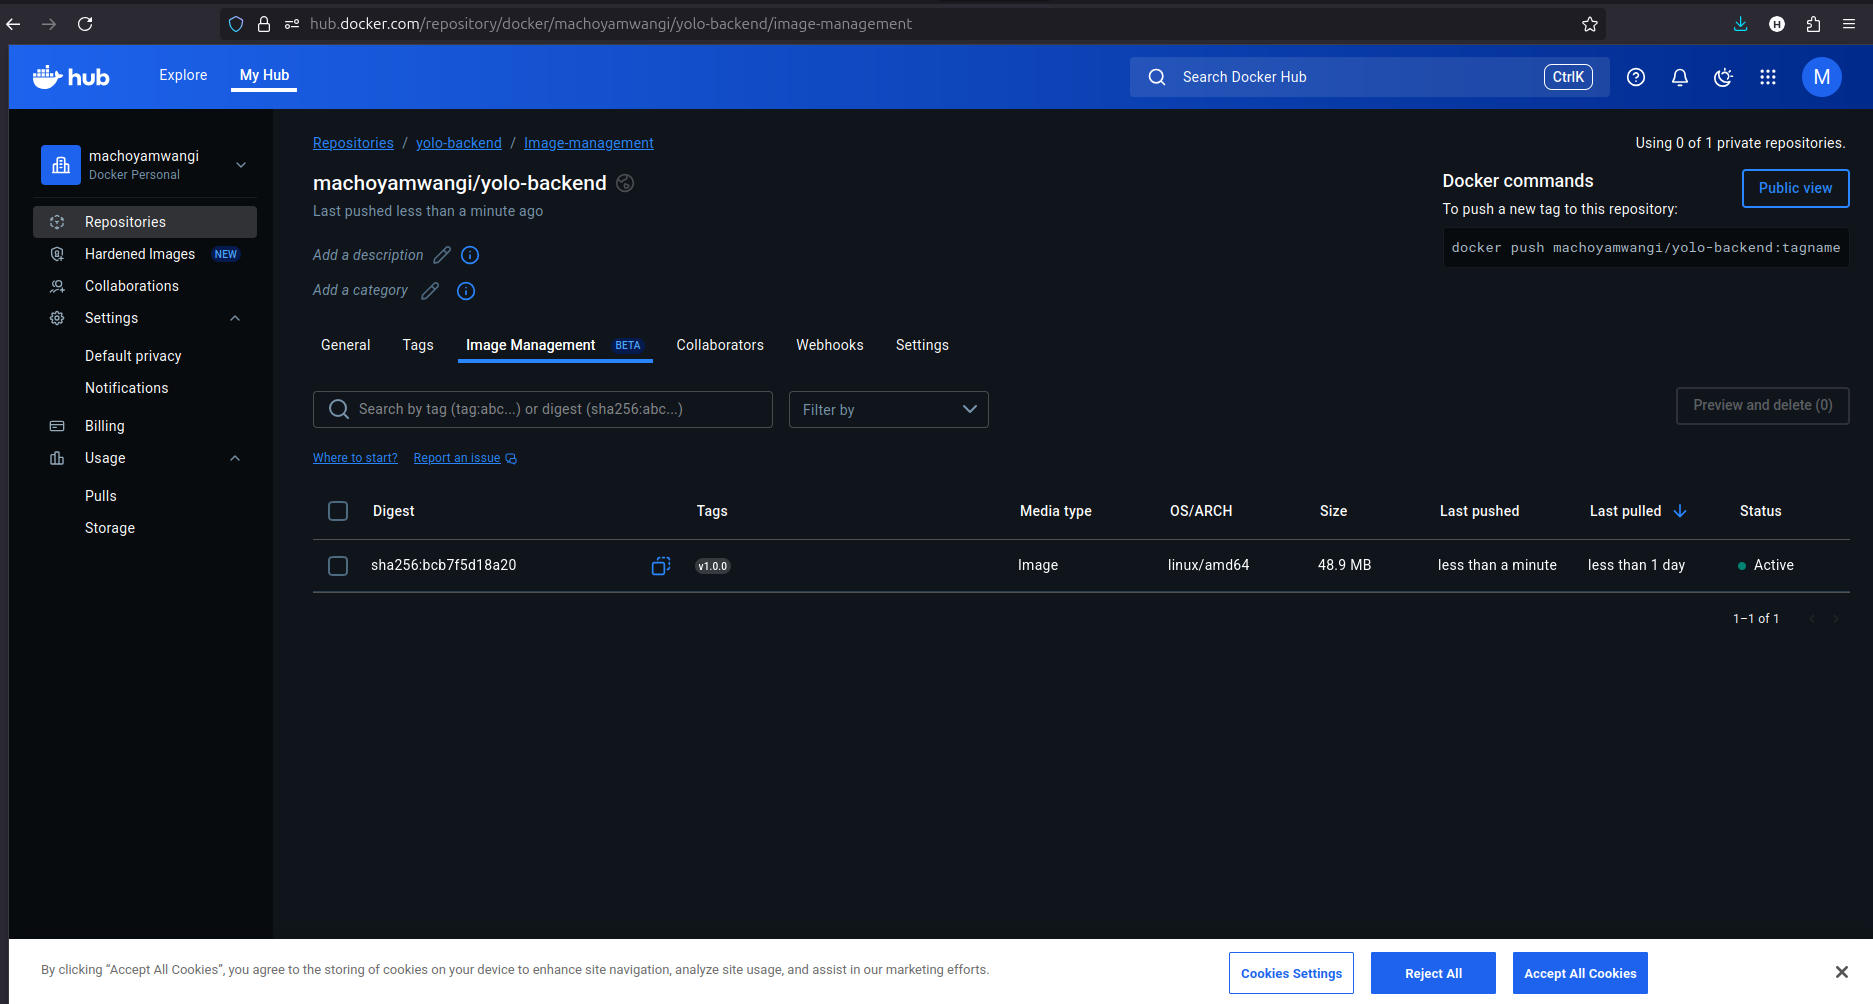 hub.docker.com/repository/docker/machoyamwangi/yolo-backend/image-management
H
hub
Explore
My Hub
Search Docker Hub
CtrlK
M
machoyamwangi
Docker Personal
Repositories
Hardened Images NEW
Collaborations
Settings
Default privacy
Notifications
Billing
Usage
Pulls
Storage
Repositories / yolo-backend / Image-management
Using 0 of 1 private repositories.
machoyamwangi/yolo-backend
Last pushed less than a minute ago
Add a description
Add a category
Docker commands
Public view
To push a new tag to this repository:
docker push machoyamwangi/yolo-backend:tagname
General Tags Image Management BETA Collaborators Webhooks Settings
Search by tag (tag:abc...) or digest (sha256:abc...)
Filter by
Preview and delete (0)
Where to start? Report an issue
Digest Tags Media type OS/ARCH Size Last pushed Last pulled Status
sha256:bcb7f5d18a20 v1.0.0 Image linux/amd64 48.9 MB less than a minute less than 1 day Active
1–1 of 1
By clicking “Accept All Cookies”, you agree to the storing of cookies on your device to enhance site navigation, analyze site usage, and assist in our marketing efforts.
Cookies Settings
Reject All
Accept All Cookies